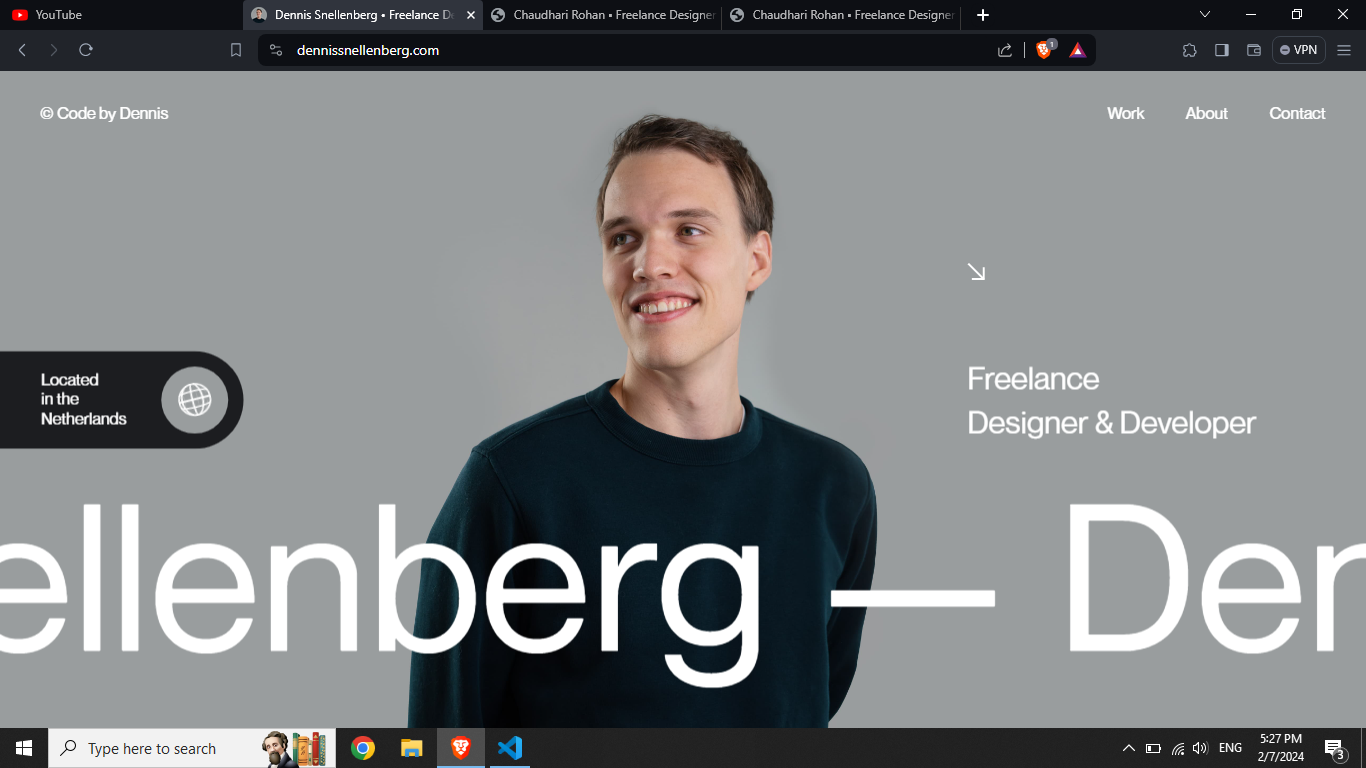 YouTube
Dennis Snellenberg • Freelance De
Chaudhari Rohan • Freelance Designer
Chaudhari Rohan • Freelance Designer
dennissnellenberg.com
1
VPN
© Code by Dennis
Work
About
Contact
Located
in the
Netherlands
Freelance
Designer & Developer
ellenberg — Den
Type here to search
ENG
5:27 PM
2/7/2024
3